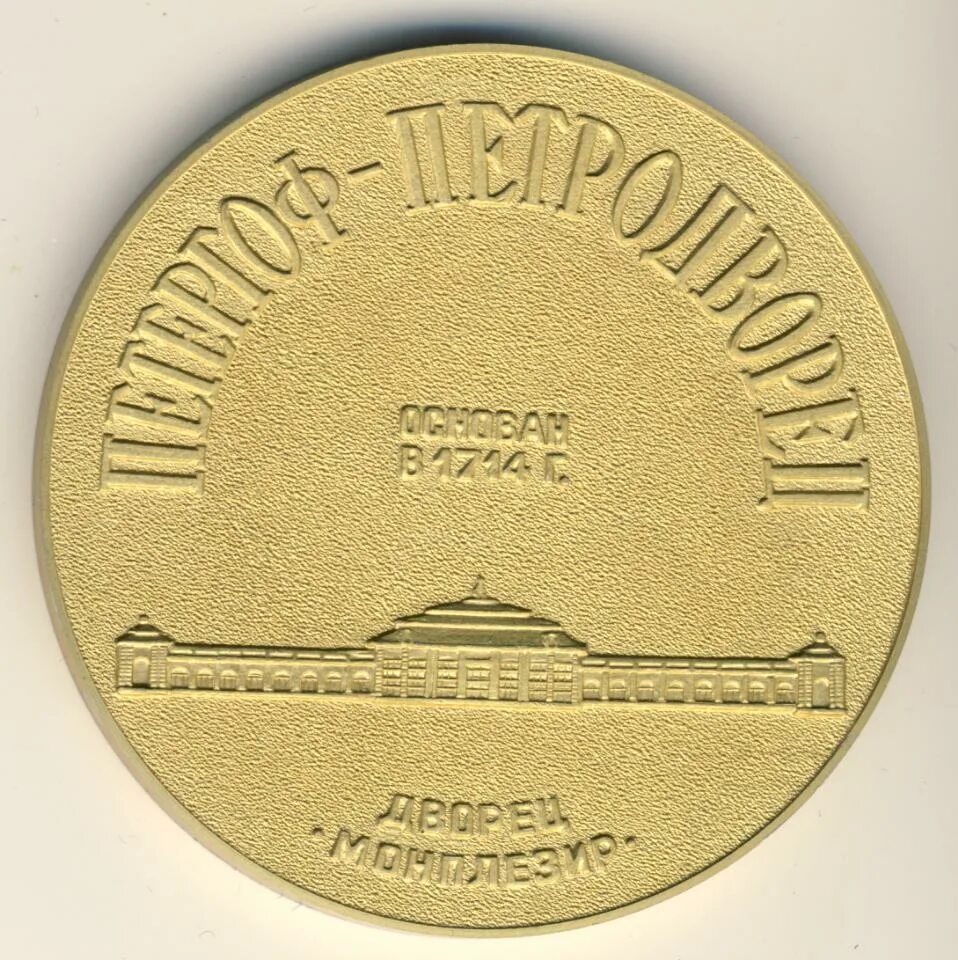 ПЕТЕРГОФ-ПЕТРОДВОРЕЦ
ОСНОВАН
В 1714 Г.
ДВОРЕЦ
·МОНПЛЕЗИР·